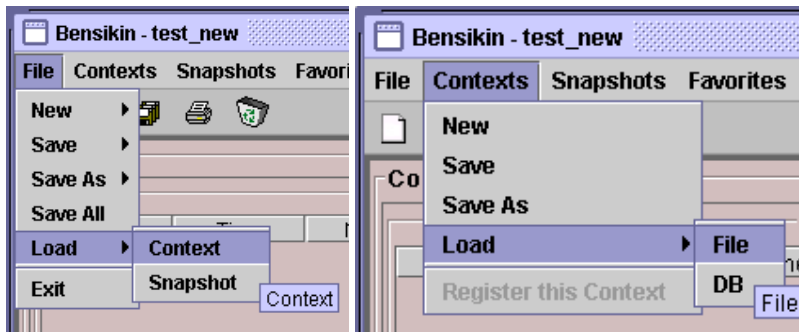 Bensikin - test_new
File Contexts Snapshots Favori
New
Save
Save As
Save All
Load
Context
Snapshot
Exit
Context
Bensikin - test_new
File Contexts Snapshots Favorites
New
Co
Save
Save As
Load
File
Register this Context
DB
File